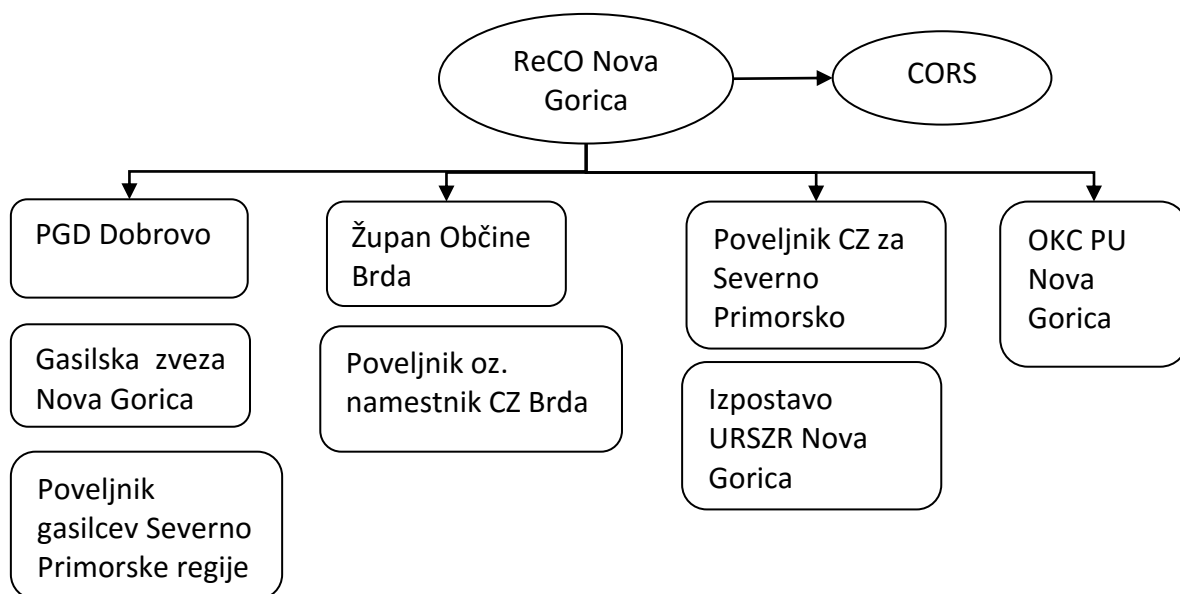 ReCO Nova
Gorica
CORS
PGD Dobrovo
Župan Občine
Brda
Poveljnik CZ za
Severno
Primorsko
OKC PU
Nova
Gorica
Gasilska zveza
Nova Gorica
Poveljnik oz.
namestnik CZ Brda
Izpostavo
URSZR Nova
Gorica
Poveljnik
gasilcev Severno
Primorske regije